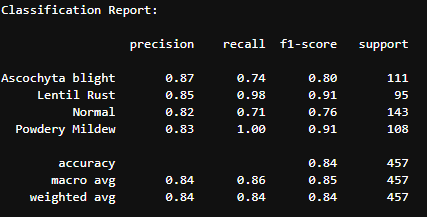 Classification Report:
precision recall f1-score support
Ascochyta blight 0.87 0.74 0.80 111
Lentil Rust 0.85 0.98 0.91 95
Normal 0.82 0.71 0.76 143
Powdery Mildew 0.83 1.00 0.91 108
accuracy 0.84 457
macro avg 0.84 0.86 0.85 457
weighted avg 0.84 0.84 0.84 457